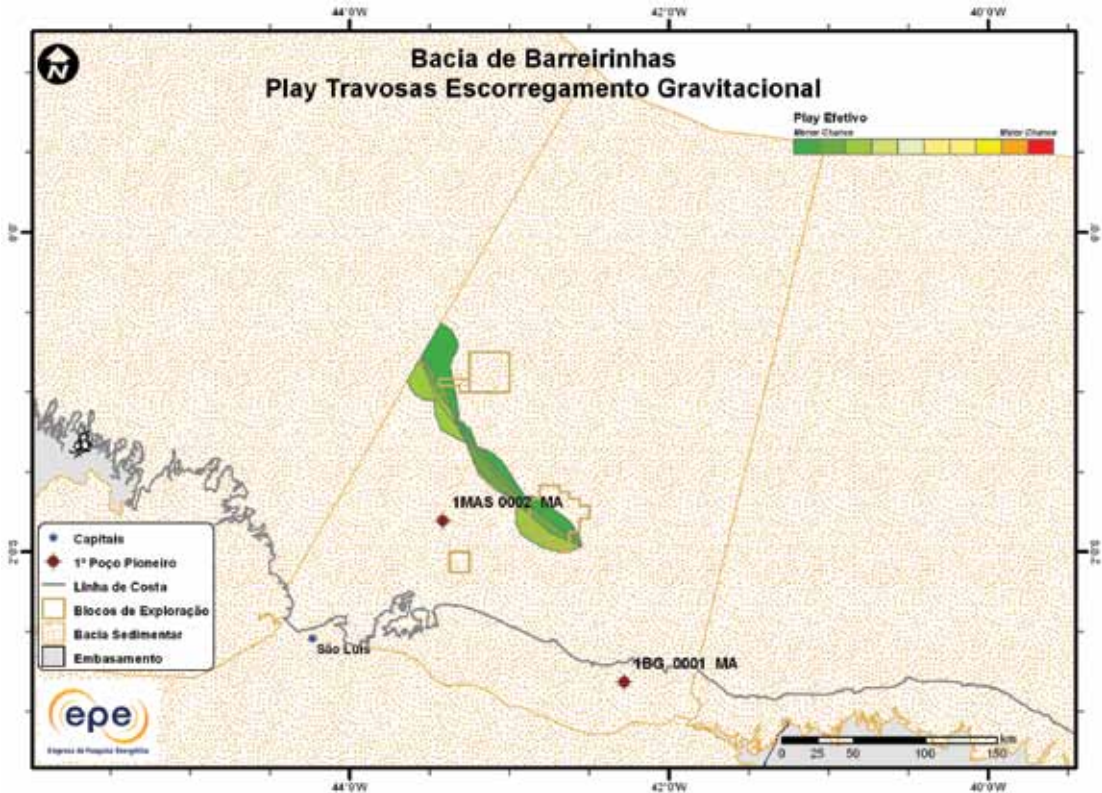 44°0'W 42°0'W 40°0'W
N
Bacia de Barreirinhas
Play Travosas Escorregamento Gravitacional
Play Efetivo
Menor Chance Maior Chance
0°0' 0°0'
1MAS 0002 MA
2°0'S 2°0'S
Capitais
1º Poço Pioneiro
Linha de Costa
Blocos de Exploração
Bacia Sedimentar
Embasamento
São Luís
1BG 0001 MA
epe
Empresa de Pesquisa Energética
km
0 25 50 100 150
44°0'W 42°0'W 40°0'W